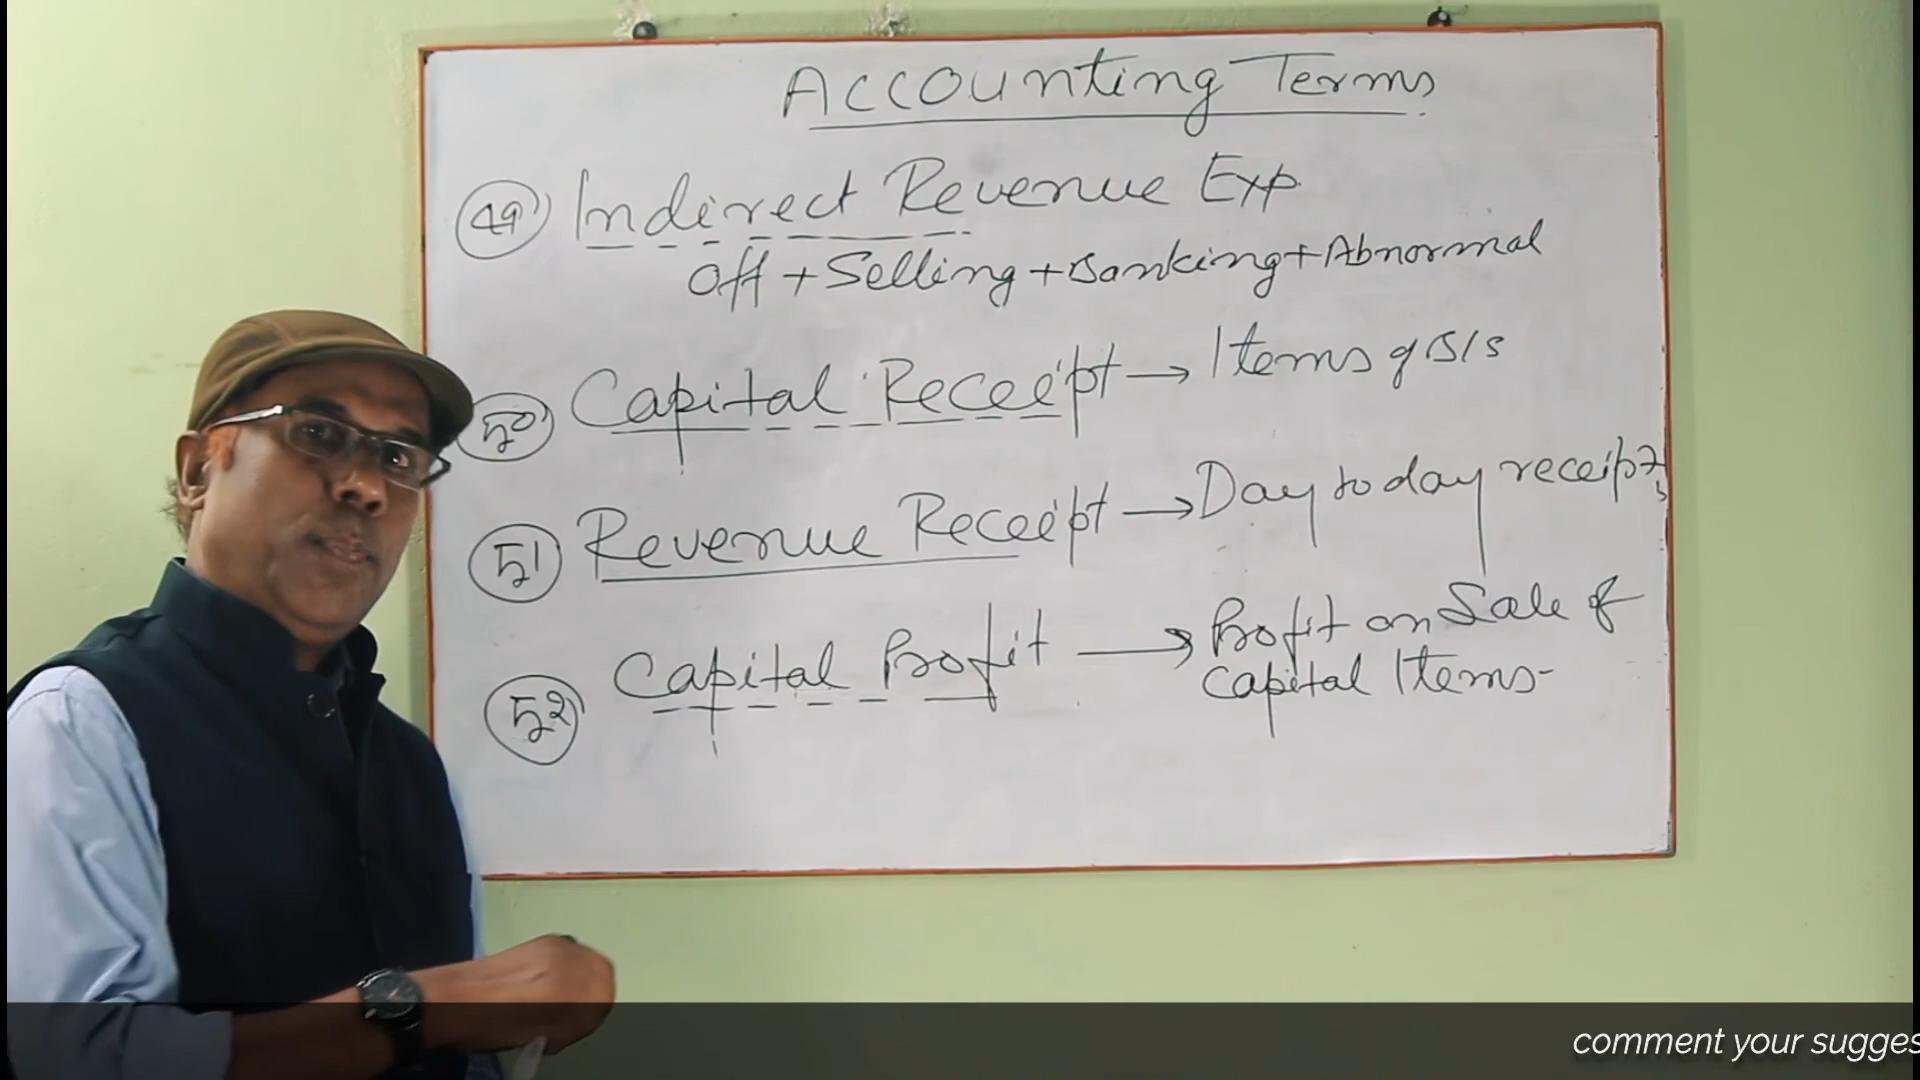 Accounting Terms
49 Indirect Revenue Exp.
Off + Selling + Banking + Abnormal
50 Capital Receipt → Items of B/S
51 Revenue Receipt → Day to day receipts
52 Capital Profit → Profit on Sale of
Capital Items-
comment your sugges